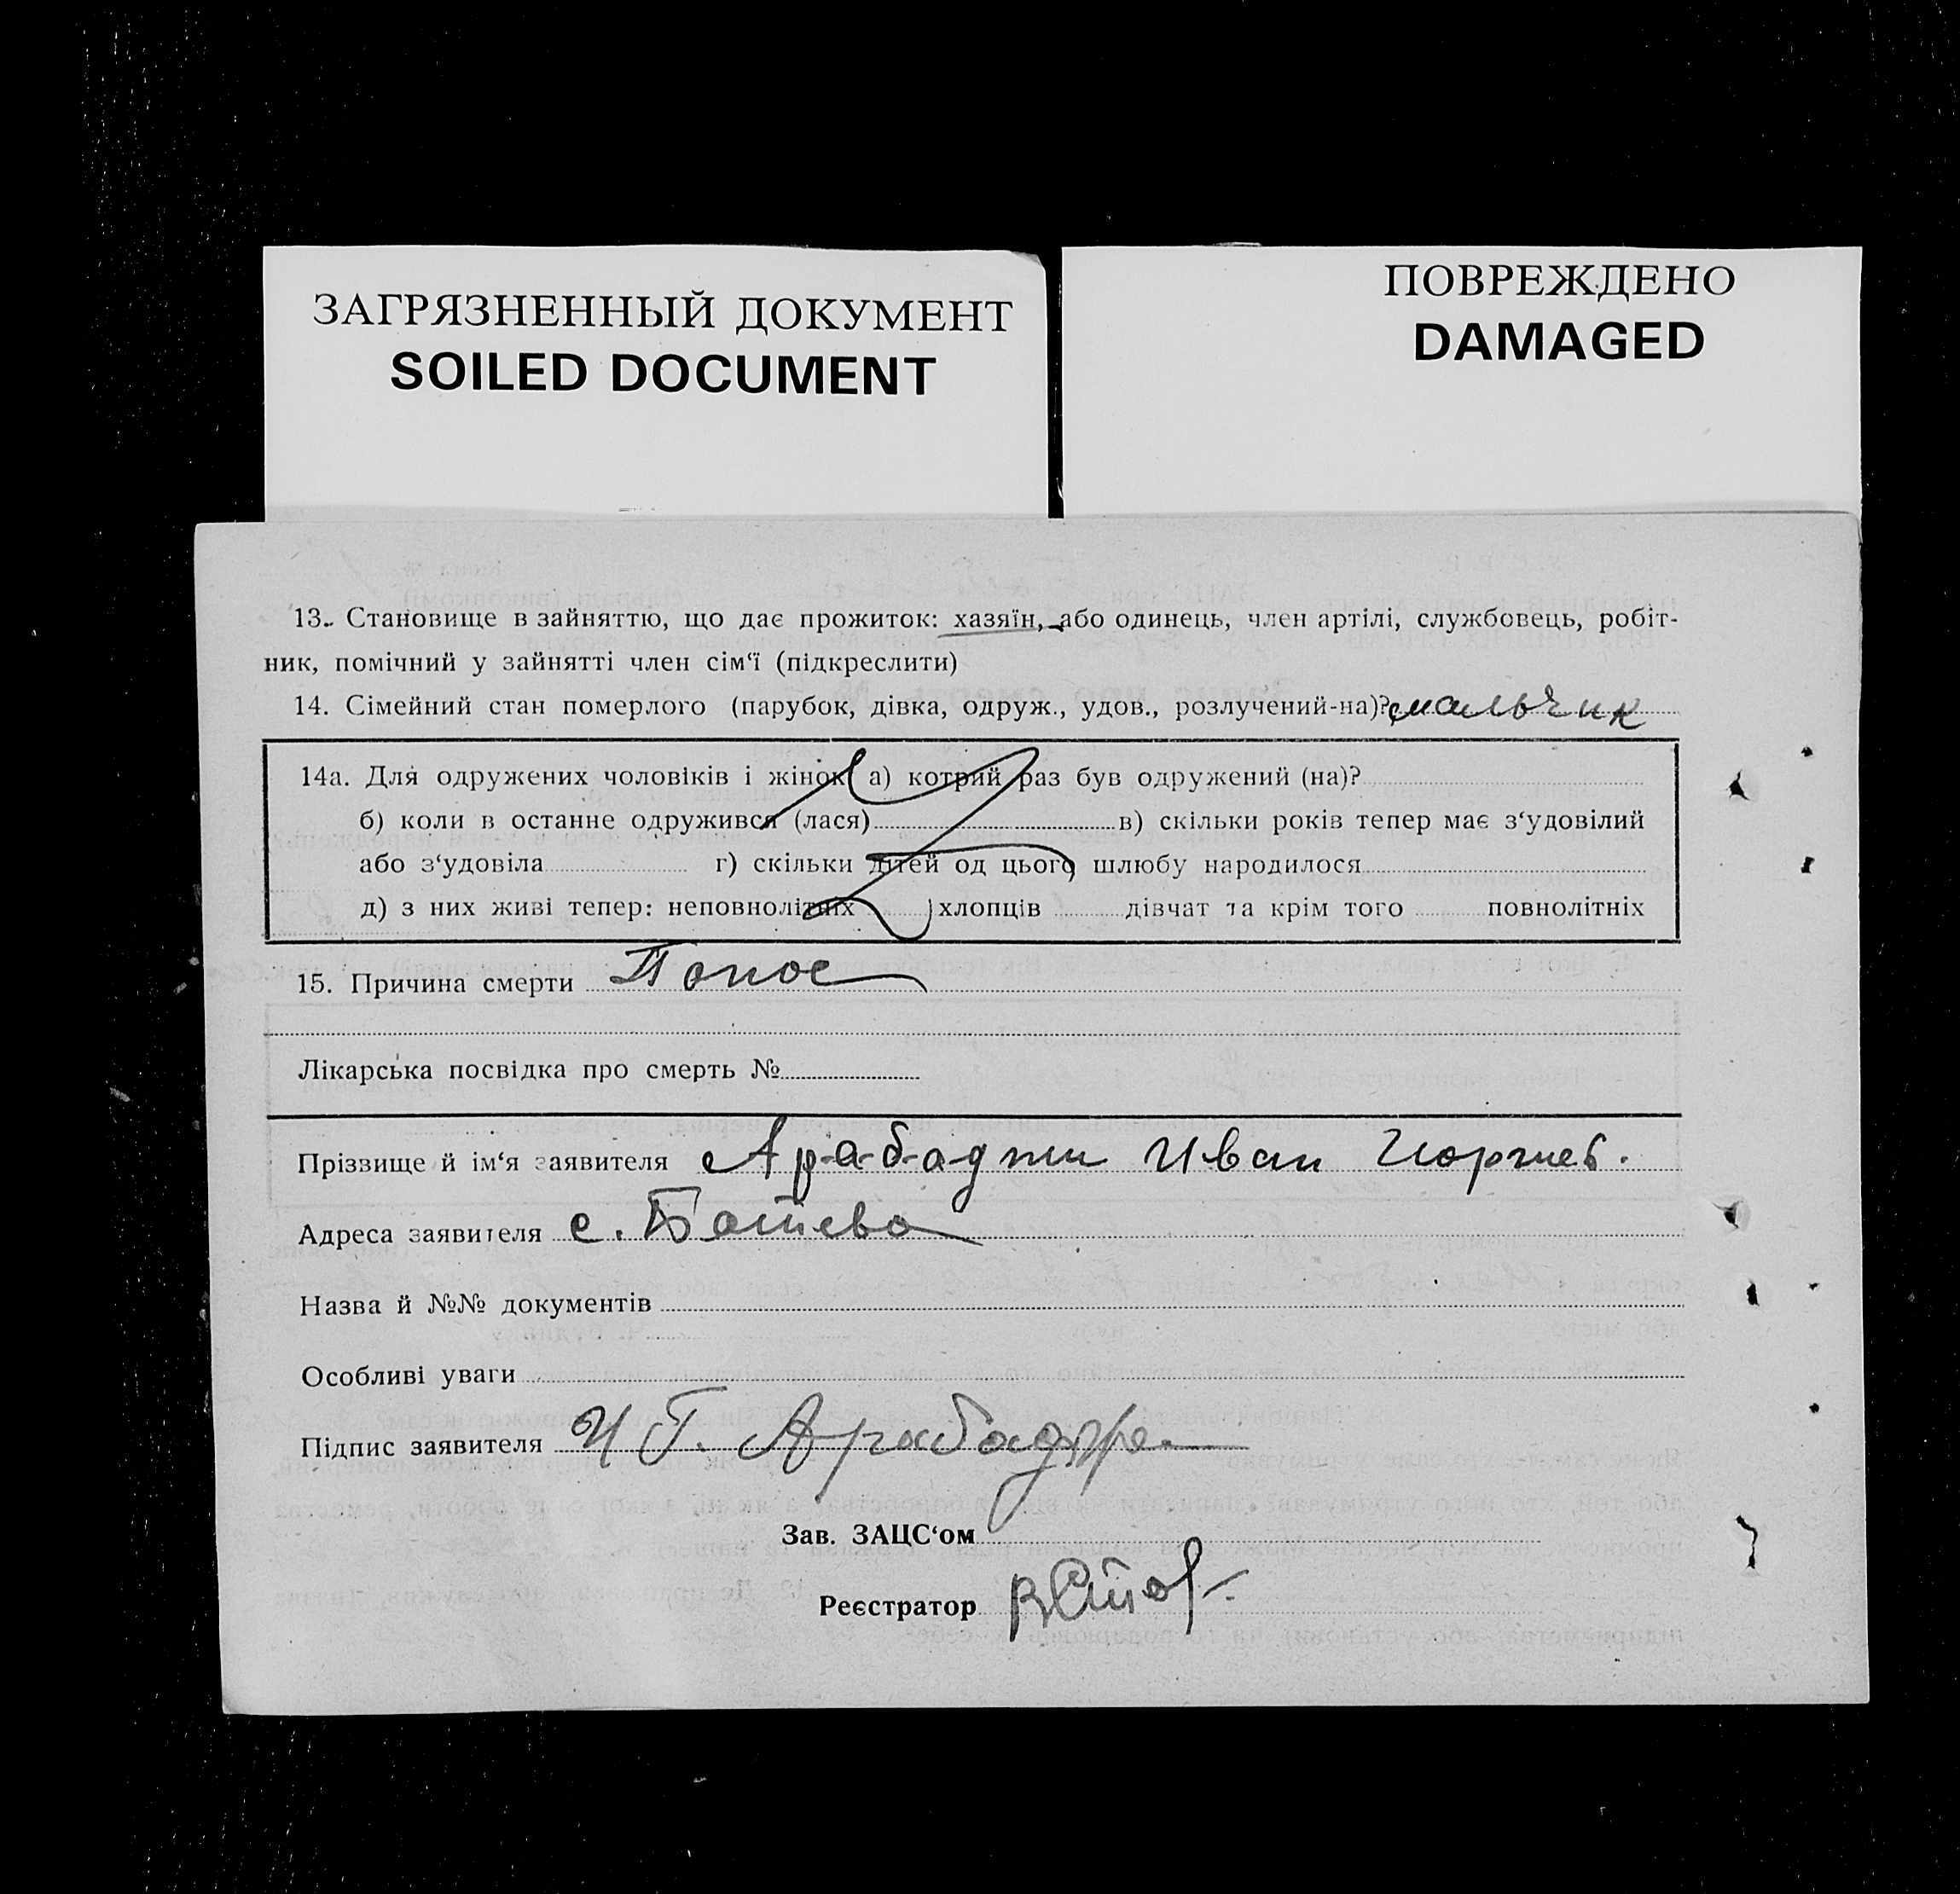 ЗАГРЯЗНЕННЫЙ ДОКУМЕНТ
SOILED DOCUMENT
ПОВРЕЖДЕНО
DAMAGED
13. Становище в зайняттю, що дає прожиток: хазяїн, або одинець, член артілі, службовець, робіт-
ник, помічний у зайнятті член сім‘ї (підкреслити)
14. Сімейний стан померлого (парубок, дівка, одруж., удов., розлучений-на)? мальчик
14а. Для одружених чоловіків і жінок а) котрий раз був одружений (на)?
б) коли в останне одружився (лася) в) скільки років тепер має з‘удовілий
або з‘удовіла г) скільки дітей од цього шлюбу народилося
д) з них живі тепер: неповнолітніх хлопців дівчат та крім того повнолітніх
15. Причина смерти Понос
Лікарська посвідка про смерть №
Прізвище й ім‘я заявителя Арабаджи Иван Георгиев.
Адреса заявителя с. Ботиево
Назва й №№ документів
Особливі уваги
Підпис заявителя И Г. Арабаджи
Зав. ЗАЦС‘ом
Реєстратор